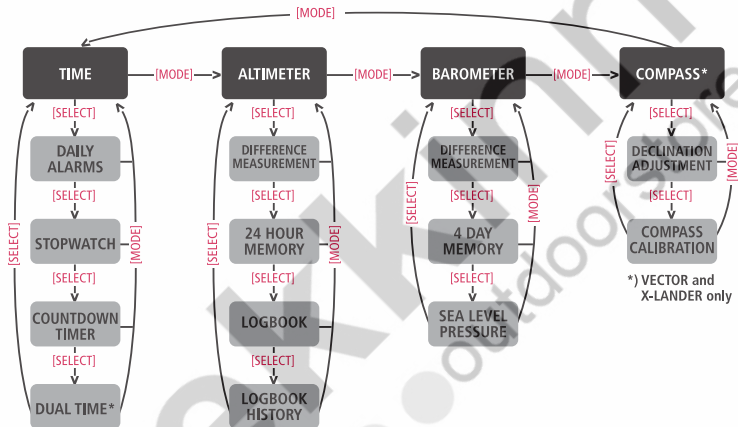 [MODE]
TIME
[MODE]
ALTIMETER
[MODE]
BAROMETER
[MODE]
COMPASS*
[SELECT]
[SELECT]
[SELECT]
[SELECT]
DAILY
ALARMS
DIFFERENCE
MEASUREMENT
DIFFERENCE
MEASUREMENT
DECLINATION
ADJUSTMENT
[SELECT]
[MODE]
[SELECT]
[SELECT]
[SELECT]
[SELECT]
[SELECT]
[MODE]
STOPWATCH
24 HOUR
MEMORY
4 DAY
MEMORY
COMPASS
CALIBRATION
[SELECT]
[MODE]
[SELECT]
[MODE]
[SELECT]
[SELECT]
[SELECT]
*) VECTOR and
X-LANDER only
COUNTDOWN
TIMER
LOGBOOK
SEA LEVEL
PRESSURE
[SELECT]
[SELECT]
DUAL TIME*
LOGBOOK
HISTORY
outdoorstore